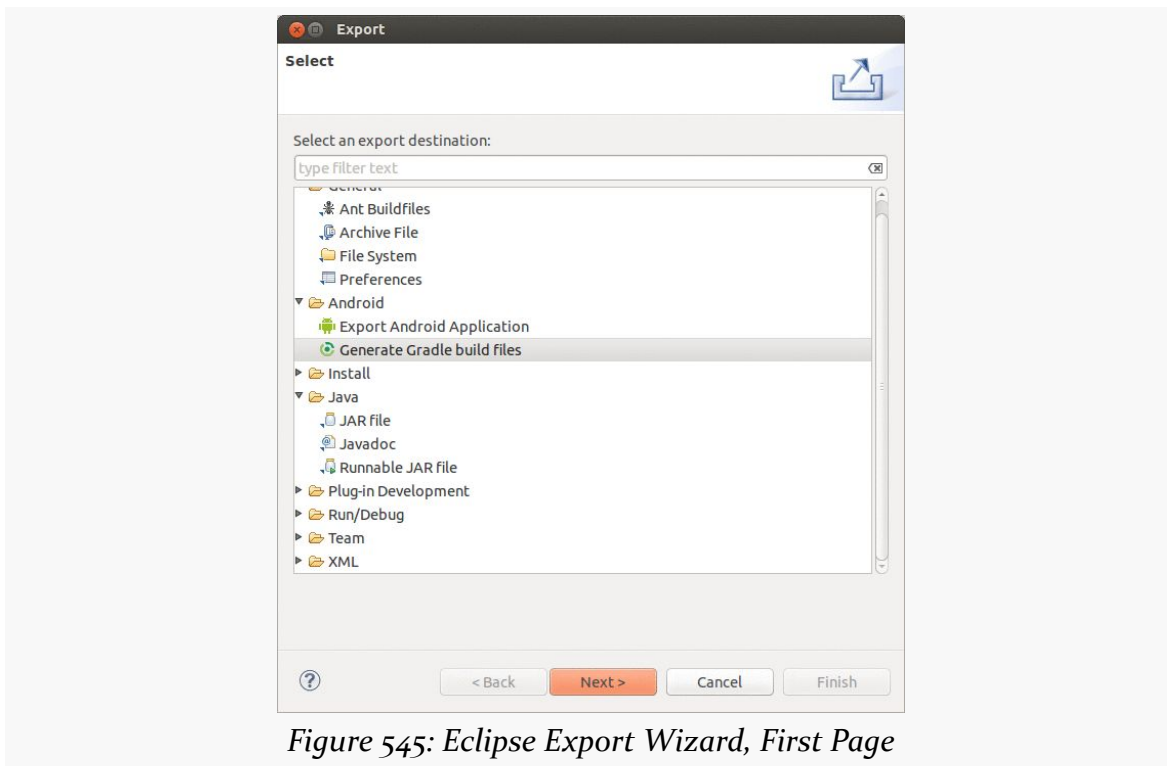 Export
Select
Select an export destination:
type filter text
General
Ant Buildfiles
Archive File
File System
Preferences
Android
Export Android Application
Generate Gradle build files
Install
Java
JAR file
Javadoc
Runnable JAR file
Plug-in Development
Run/Debug
Team
XML
< Back Next > Cancel Finish
Figure 545: Eclipse Export Wizard, First Page